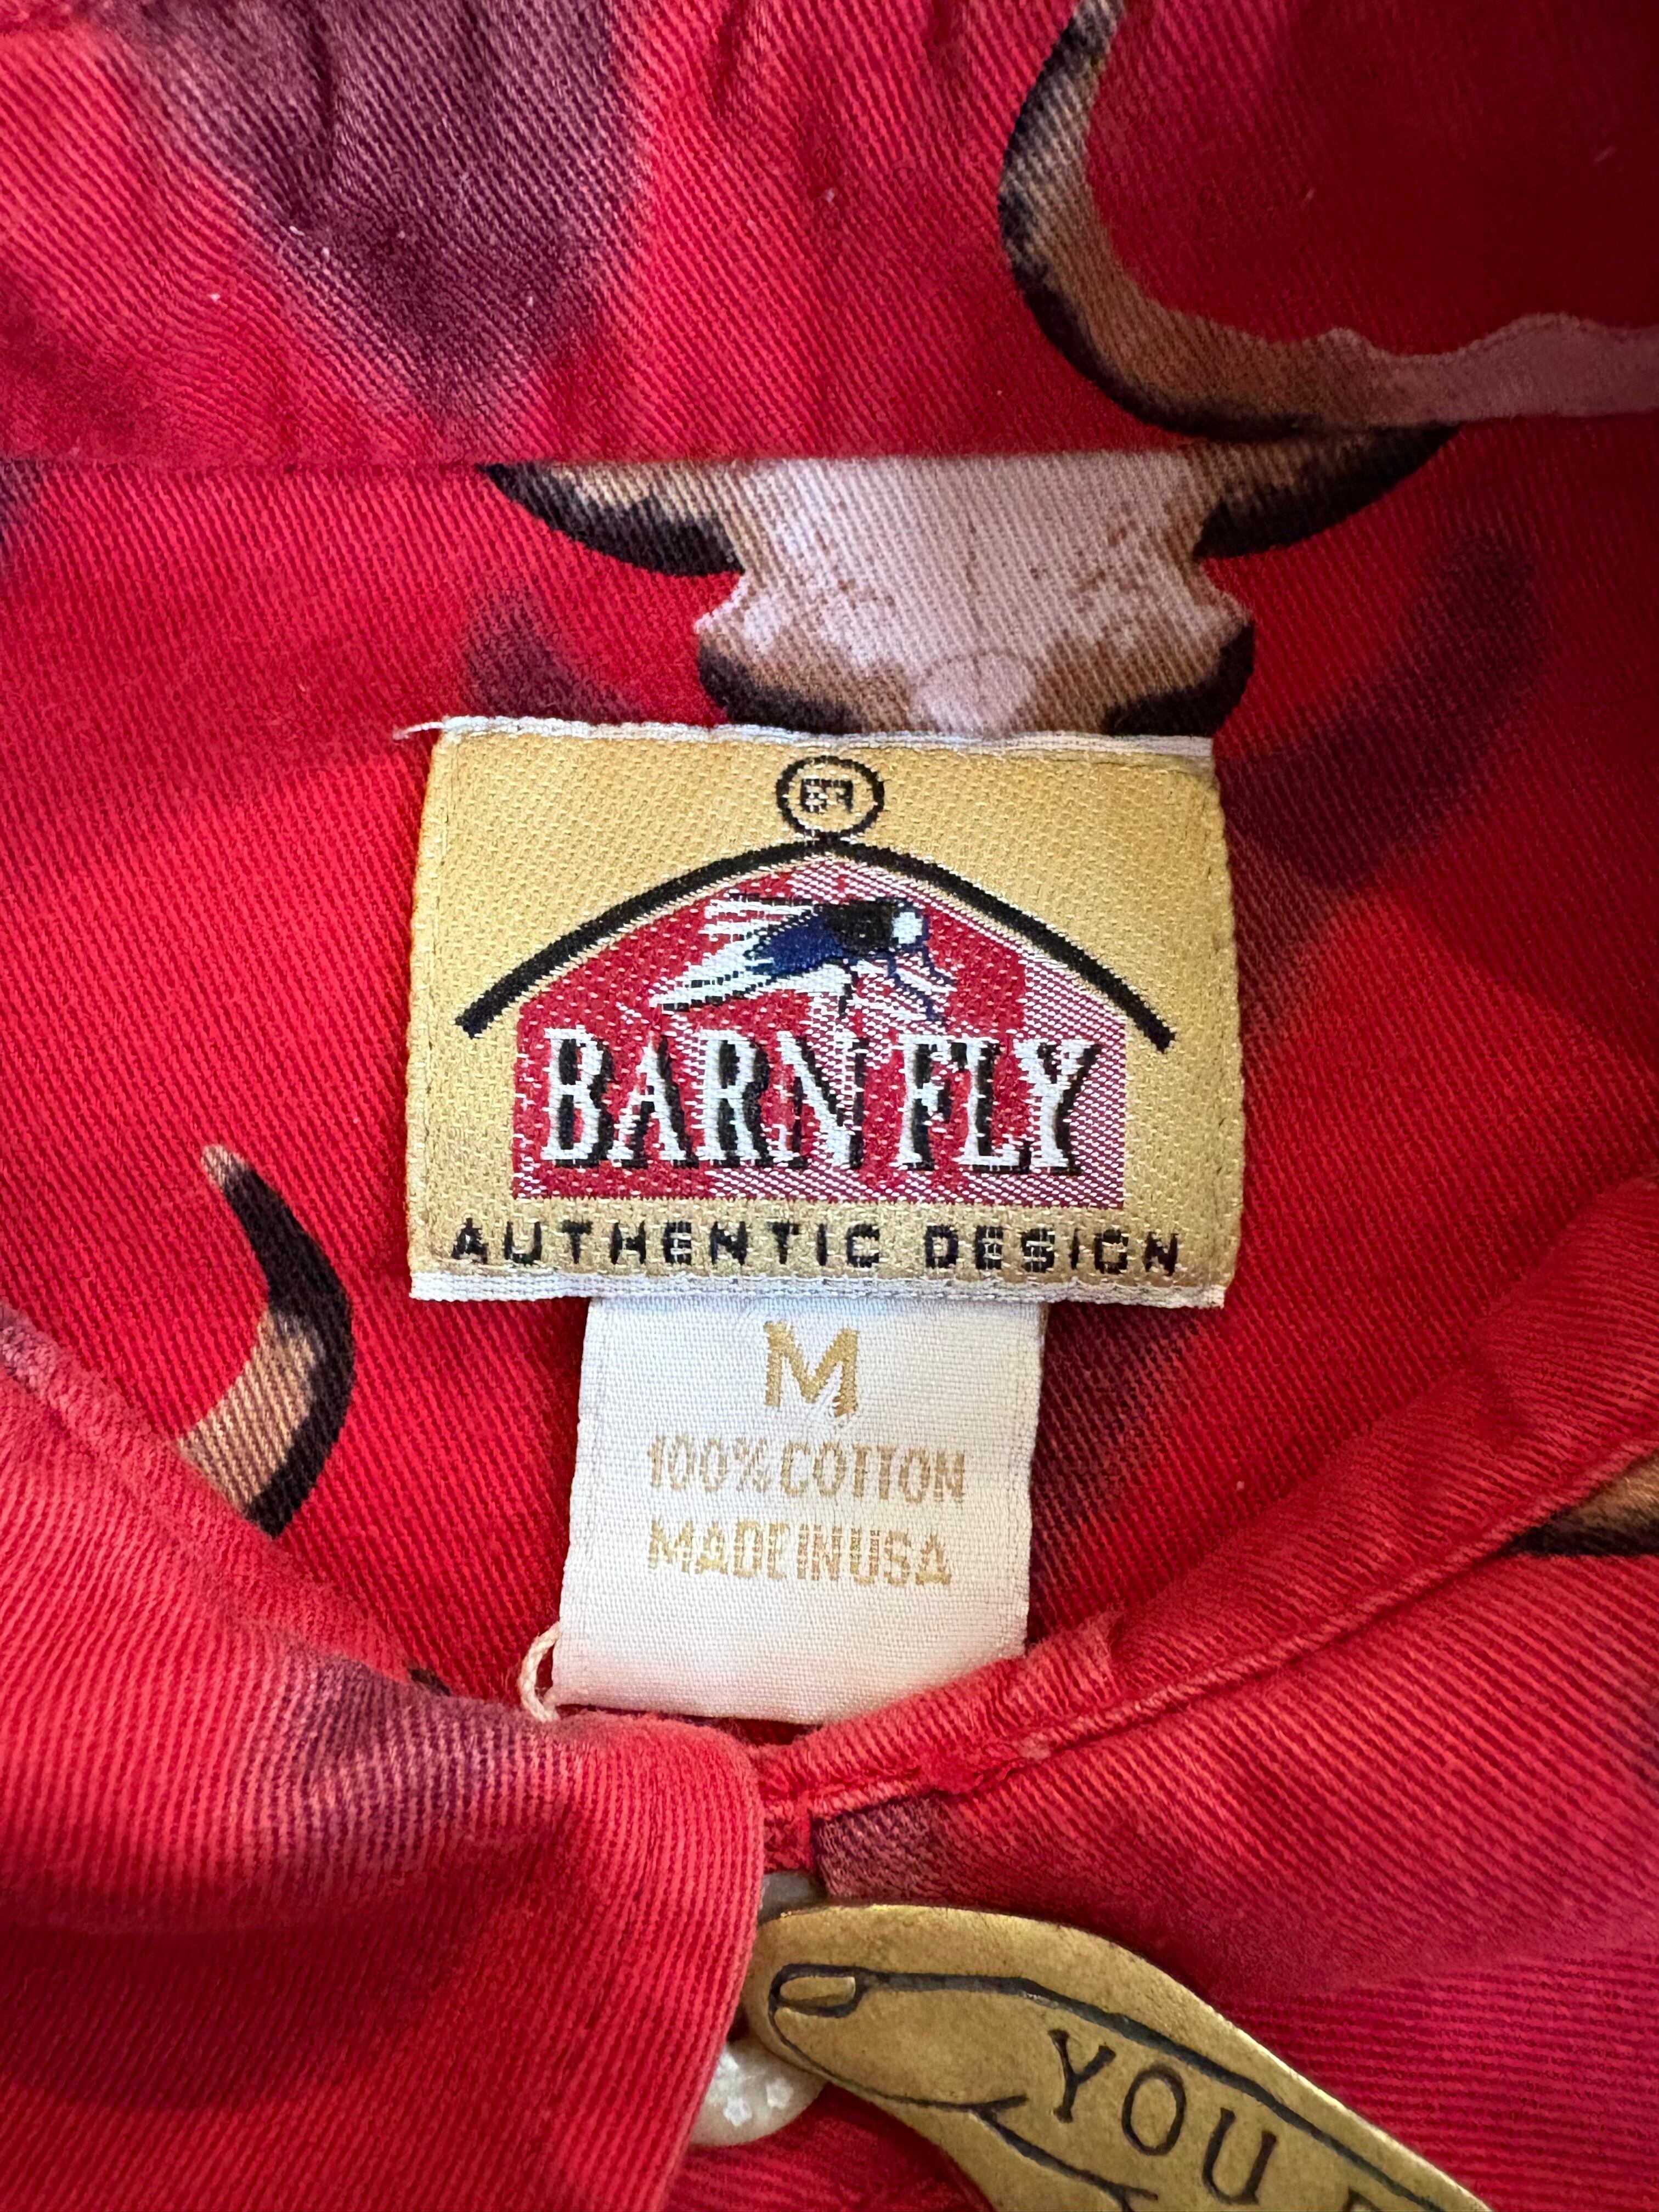 BF
BARN FLY
AUTHENTIC DESIGN
M
100% COTTON
MADE IN USA
YOU